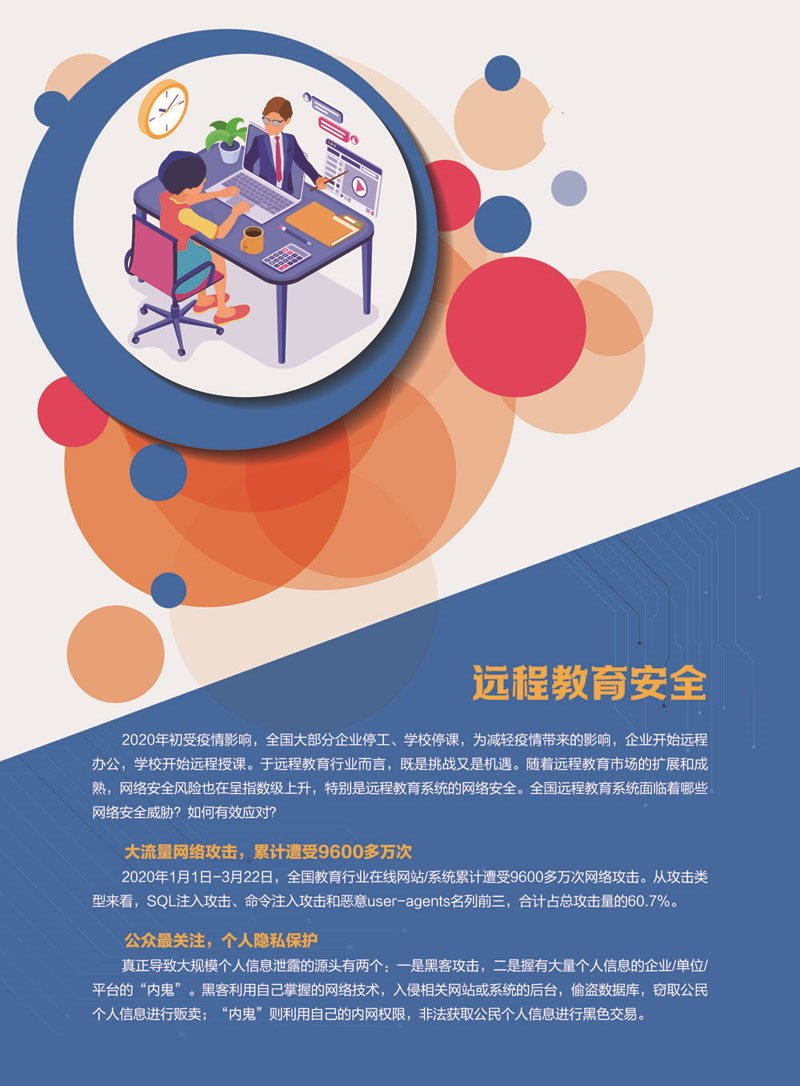 远程教育安全
2020年初受疫情影响，全国大部分企业停工、学校停课，为减轻疫情带来的影响，企业开始远程
办公，学校开始远程授课。于远程教育行业而言，既是挑战又是机遇。随着远程教育市场的扩展和成
熟，网络安全风险也在呈指数级上升，特别是远程教育系统的网络安全。全国远程教育系统面临着哪些
网络安全威胁？如何有效应对？
大流量网络攻击，累计遭受9600多万次
2020年1月1日-3月22日，全国教育行业在线网站/系统累计遭受9600多万次网络攻击。从攻击类
型来看，SQL注入攻击、命令注入攻击和恶意user-agents名列前三，合计占总攻击量的60.7%。
公众最关注，个人隐私保护
真正导致大规模个人信息泄露的源头有两个：一是黑客攻击，二是握有大量个人信息的企业/单位/
平台的“内鬼”。黑客利用自己掌握的网络技术，入侵相关网站或系统的后台，偷盗数据库，窃取公民
个人信息进行贩卖；“内鬼”则利用自己的内网权限，非法获取公民个人信息进行黑色交易。